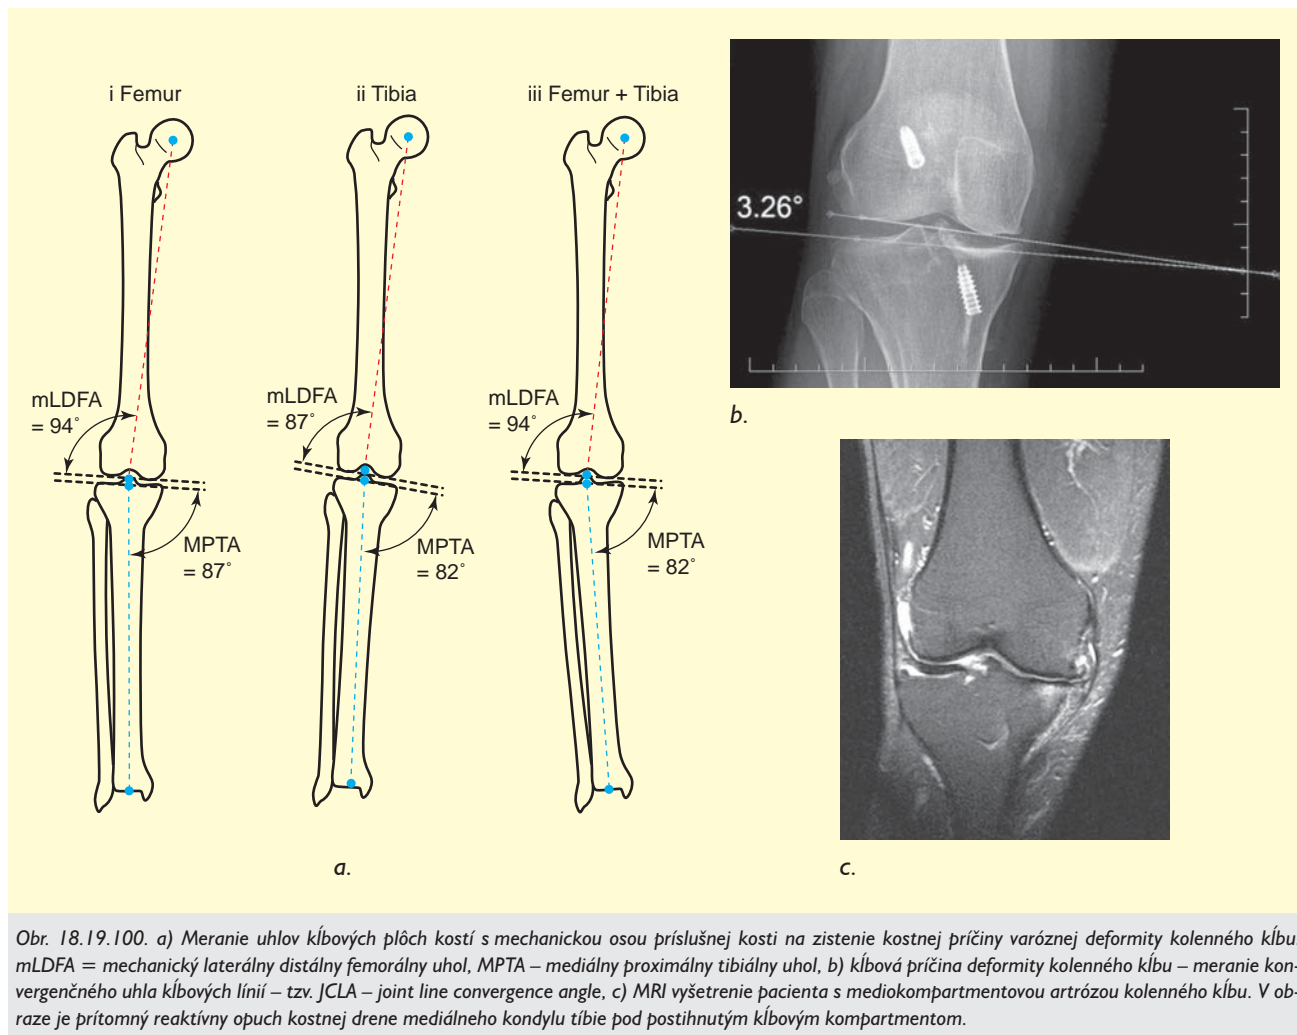 i Femur
ii Tibia
iii Femur + Tibia
mLDFA
= 94°
MPTA
= 87°
mLDFA
= 87°
MPTA
= 82°
mLDFA
= 94°
MPTA
= 82°
a.
3.26°
b.
c.
Obr. 18.19.100. a) Meranie uhlov kĺbových plôch kostí s mechanickou osou príslušnej kosti na zistenie kostnej príčiny varóznej deformity kolenného kĺbu.
mLDFA = mechanický laterálny distálny femorálny uhol, MPTA – mediálny proximálny tibiálny uhol, b) kĺbová príčina deformity kolenného kĺbu – meranie kon-
vergenčného uhla kĺbových línií – tzv. JCLA – joint line convergence angle, c) MRI vyšetrenie pacienta s mediokompartmentovou artrózou kolenného kĺbu. V ob-
raze je prítomný reaktívny opuch kostnej drene mediálneho kondylu tíbie pod postihnutým kĺbovým kompartmentom.